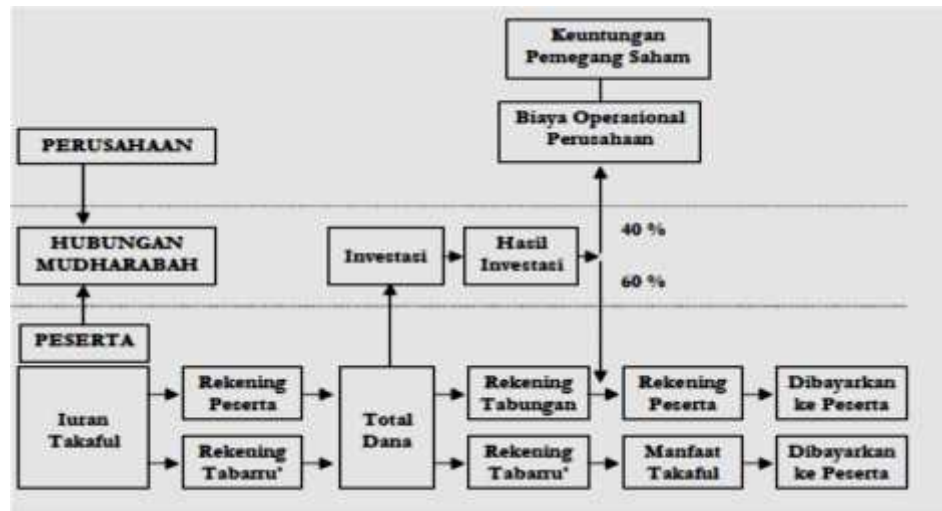 Keuntungan
Pemegang Saham
Biaya Operasional
Perusahaan
PERUSAHAAN
HUBUNGAN
MUDHARABAH
Investasi
Hasil
Investasi
40 %
60 %
PESERTA
Iuran
Takaful
Rekening
Peserta
Rekening
Tabarru'
Total
Dana
Rekening
Tabungan
Rekening
Tabarru'
Rekening
Peserta
Manfaat
Takaful
Dibayarkan
ke Peserta
Dibayarkan
ke Peserta